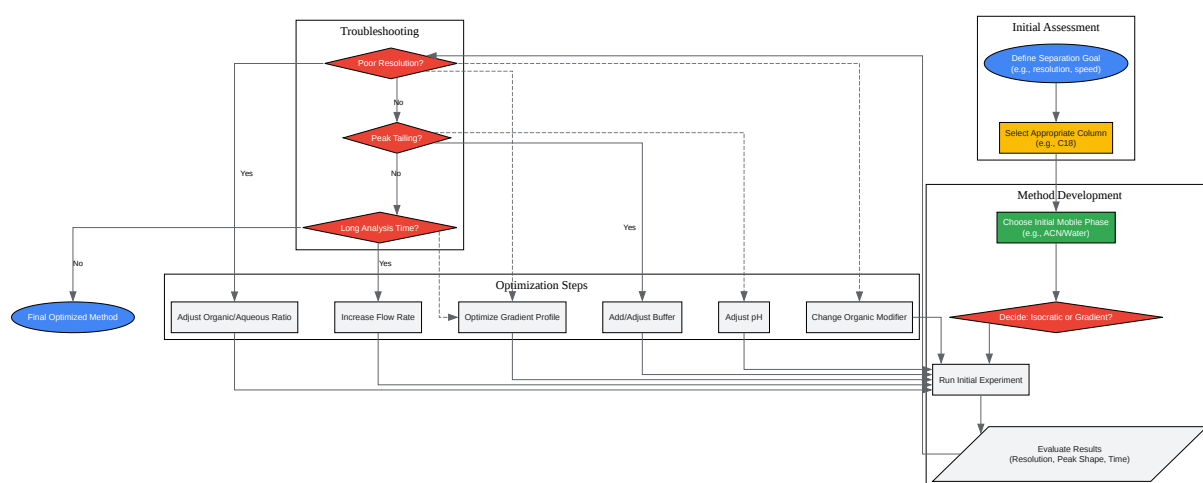 Troubleshooting
Poor Resolution?
No
Peak Tailing?
No
Yes
Long Analysis Time?
No
Yes
Yes
Final Optimized Method
Optimization Steps
Adjust Organic/Aqueous Ratio
Increase Flow Rate
Optimize Gradient Profile
Add/Adjust Buffer
Adjust pH
Change Organic Modifier
Initial Assessment
Define Separation Goal
(e.g., resolution, speed)
Select Appropriate Column
(e.g., C18)
Method Development
Choose Initial Mobile Phase
(e.g., ACN/Water)
Decide: Isocratic or Gradient?
Run Initial Experiment
Evaluate Results
(Resolution, Peak Shape, Time)